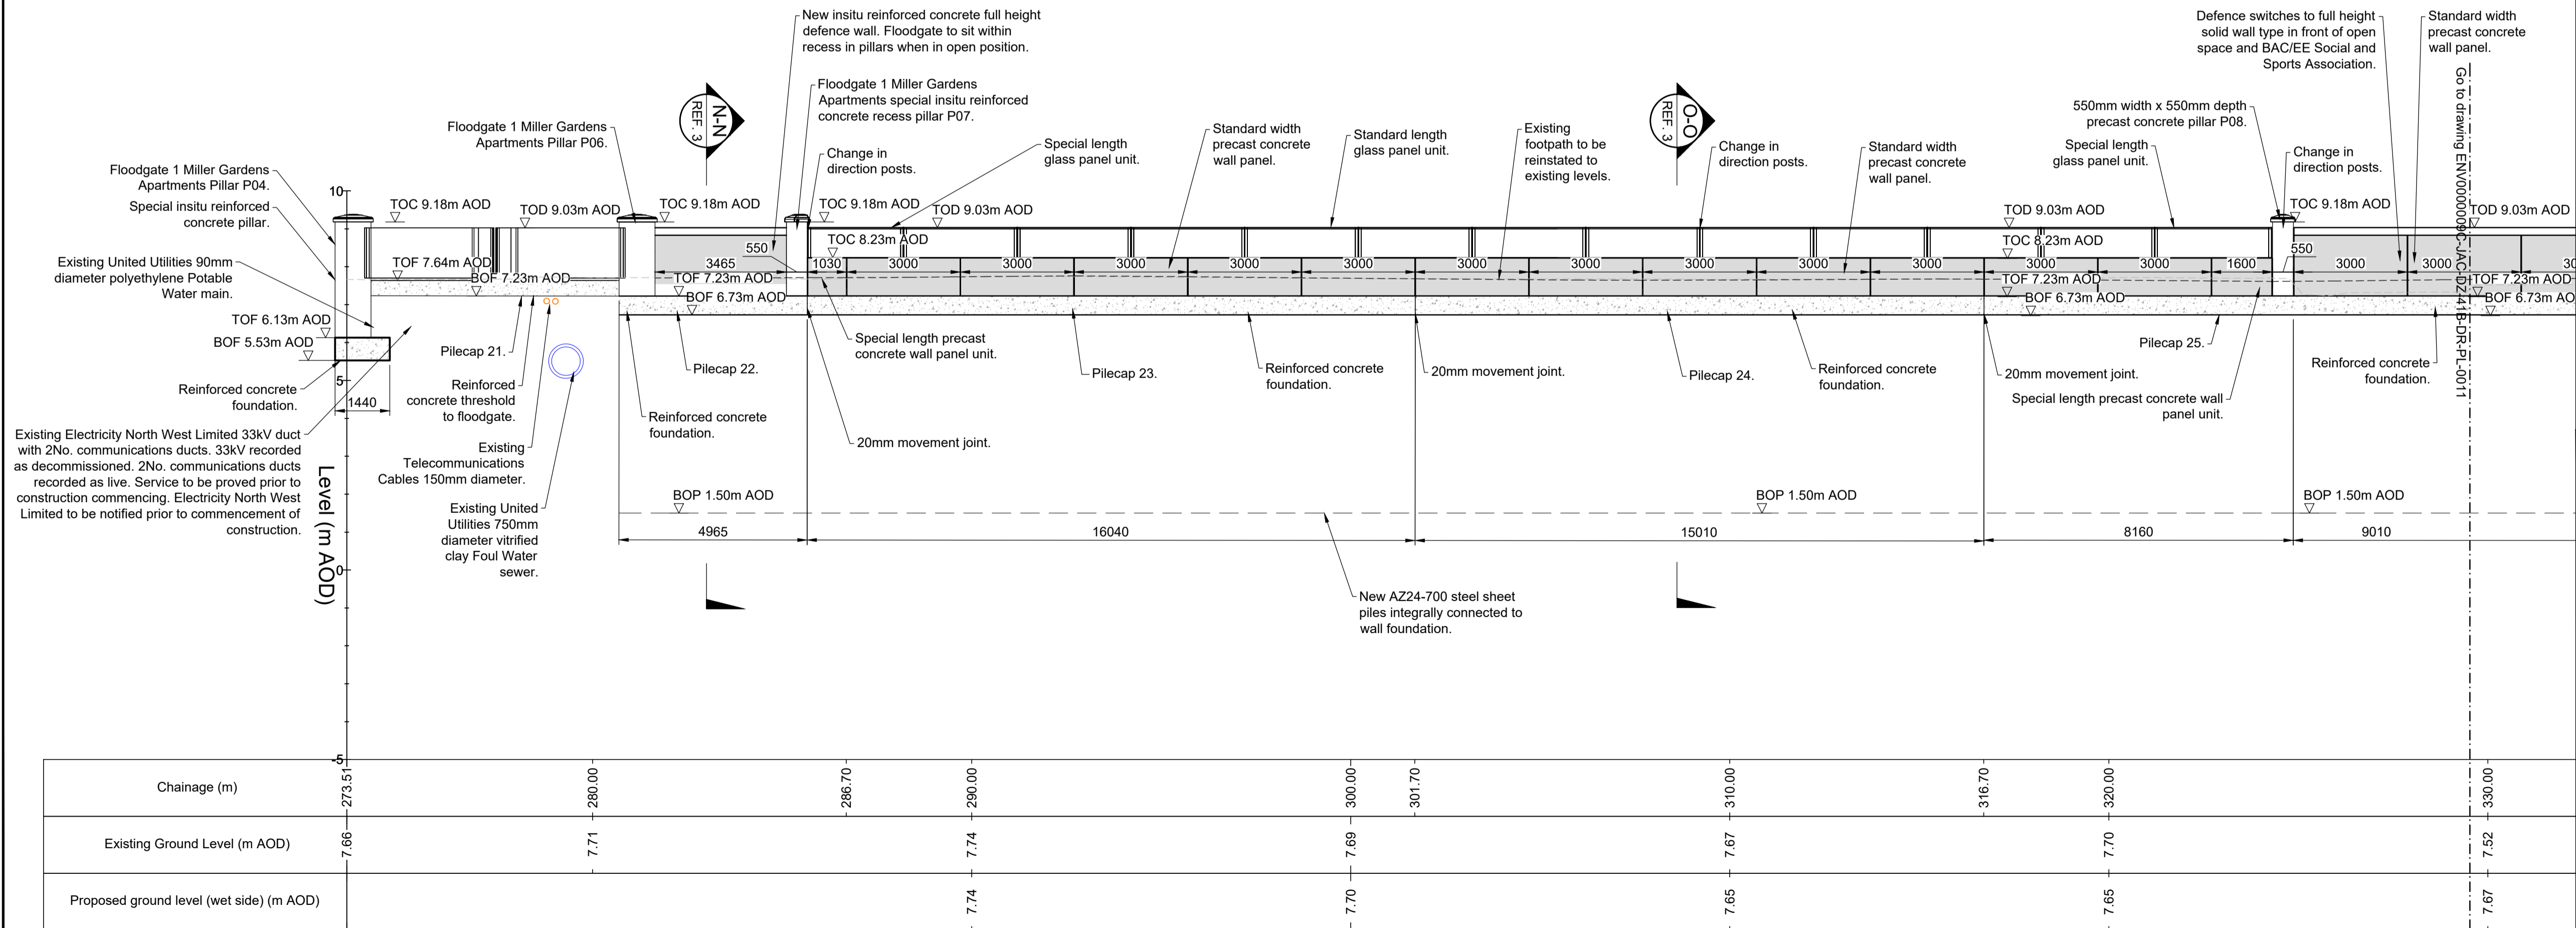 New insitu reinforced concrete full height
defence wall. Floodgate to sit within
recess in pillars when in open position.
Floodgate 1 Miller Gardens
Apartments special insitu reinforced
concrete recess pillar P07.
Change in
direction posts.
Floodgate 1 Miller Gardens
Apartments Pillar P06.
N-N
REF. 3
Special length
glass panel unit.
Standard width
precast concrete
wall panel.
Standard length
glass panel unit.
Existing
footpath to be
reinstated to
existing levels.
O-O
REF. 3
Change in
direction posts.
Standard width
precast concrete
wall panel.
Special length
glass panel unit.
550mm width x 550mm depth
precast concrete pillar P08.
Defence switches to full height
solid wall type in front of open
space and BAC/EE Social and
Sports Association.
Standard width
precast concrete
wall panel.
Change in
direction posts.
Go to drawing ENV0000009C-JAC-DZ-41B-DR-PL-0011
Floodgate 1 Miller Gardens
Apartments Pillar P04.
Special insitu reinforced
concrete pillar.
Existing United Utilities 90mm
diameter polyethylene Potable
Water main.
TOF 6.13m AOD
BOF 5.53m AOD
Reinforced concrete
foundation.
1440
Existing Electricity North West Limited 33kV duct
with 2No. communications ducts. 33kV recorded
as decommissioned. 2No. communications ducts
recorded as live. Service to be proved prior to
construction commencing. Electricity North West
Limited to be notified prior to commencement of
construction.
Level (m AOD)
10
5
0
-5
TOC 9.18m AOD
TOD 9.03m AOD
TOC 9.18m AOD
TOC 9.18m AOD
TOD 9.03m AOD
TOD 9.03m AOD
TOC 9.18m AOD
TOD 9.03m AOD
TOF 7.64m AOD
BOF 7.23m AOD
550
TOC 8.23m AOD
TOC 8.23m AOD
550
3465
1030
3000
3000
3000
3000
3000
3000
3000
3000
3000
3000
3000
3000
1600
3000
3000
30
TOF 7.23m AOD
BOF 6.73m AOD
TOF 7.23m AOD
BOF 6.73m AOD
TOF 7.23m AOD
BOF 6.73m AO
Pilecap 21.
Reinforced
concrete threshold
to floodgate.
Existing
Telecommunications
Cables 150mm diameter.
Existing United
Utilities 750mm
diameter vitrified
clay Foul Water
sewer.
Pilecap 22.
Reinforced concrete
foundation.
Special length precast
concrete wall panel unit.
20mm movement joint.
Pilecap 23.
Reinforced concrete
foundation.
20mm movement joint.
Pilecap 24.
Reinforced concrete
foundation.
20mm movement joint.
Pilecap 25.
Special length precast concrete wall
panel unit.
Reinforced concrete
foundation.
BOP 1.50m AOD
BOP 1.50m AOD
BOP 1.50m AOD
4965
16040
15010
8160
9010
New AZ24-700 steel sheet
piles integrally connected to
wall foundation.
Chainage (m)
273.51
280.00
286.70
290.00
300.00
301.70
310.00
316.70
320.00
330.00
Existing Ground Level (m AOD)
7.66
7.71
7.74
7.69
7.67
7.70
7.52
Proposed ground level (wet side) (m AOD)
7.74
7.70
7.65
7.65
7.67